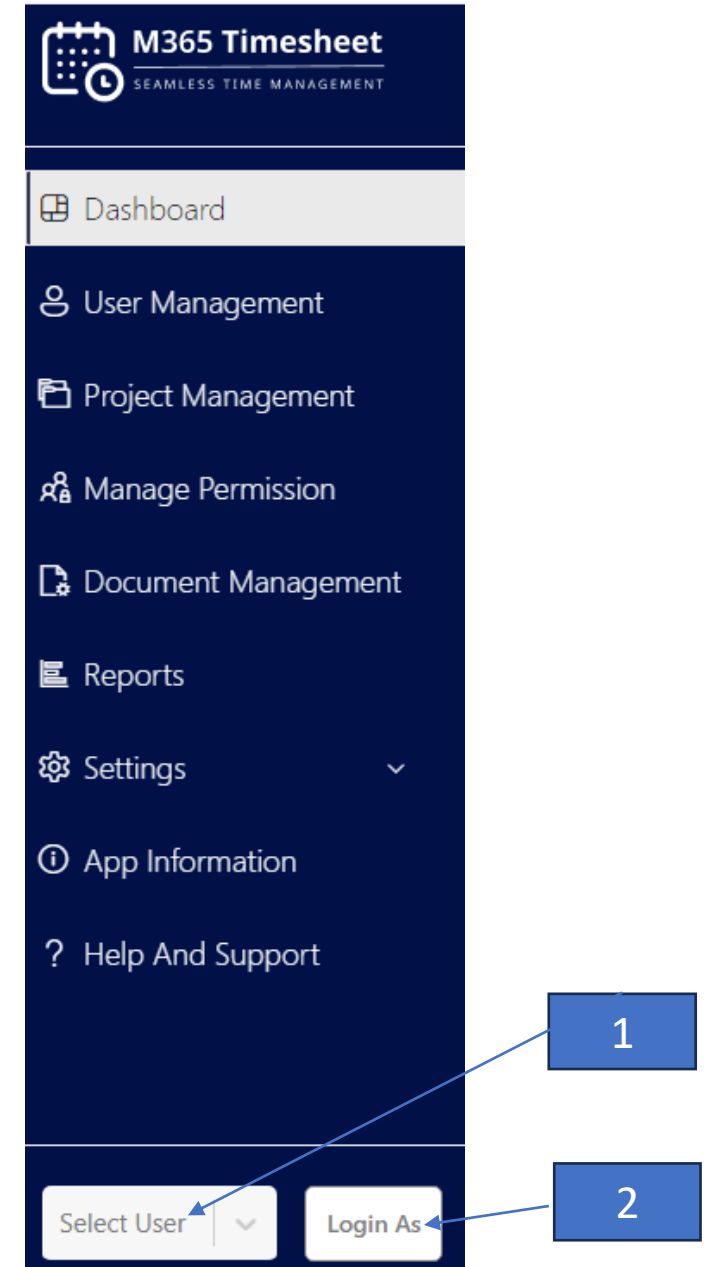 M365 Timesheet
SEAMLESS TIME MANAGEMENT
Dashboard
User Management
Project Management
Manage Permission
Document Management
Reports
Settings
App Information
? Help And Support
1
2
Select User
Login As